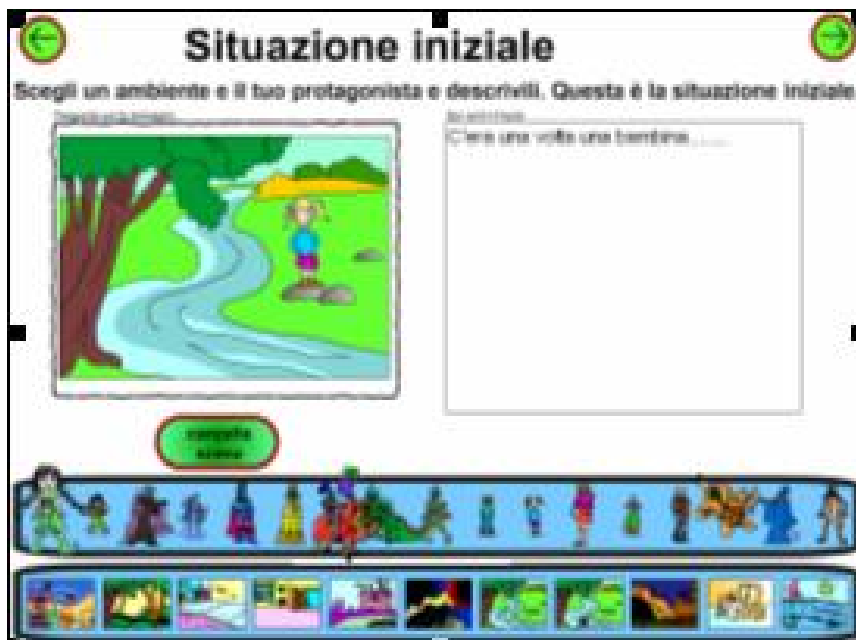 Situazione iniziale
Scegli un ambiente e il tuo protagonista e descrivili. Questa è la situazione iniziale
C'era una volta una bambina......
cancella
scena